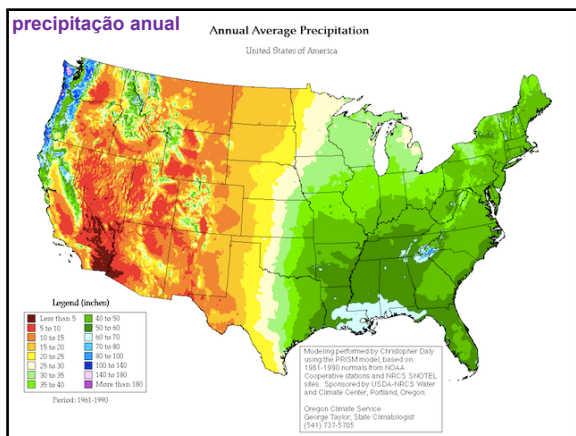 precipitação anual
Annual Average Precipitation
United States of America
Legend (inches)
Less than 5
5 to 10
10 to 15
15 to 20
20 to 25
25 to 30
30 to 35
35 to 40
40 to 50
50 to 60
60 to 70
70 to 80
80 to 100
100 to 140
140 to 180
More than 180
Period: 1961-1990
Modeling performed by Christopher Daly
using the PRISM model, based on
1961-1990 normals from NOAA
Cooperative stations and NRCS SNOTEL
sites. Sponsored by USDA-NRCS Water
and Climate Center, Portland, Oregon.
Oregon Climate Service
George Taylor, State Climatologist
(541) 737-5705